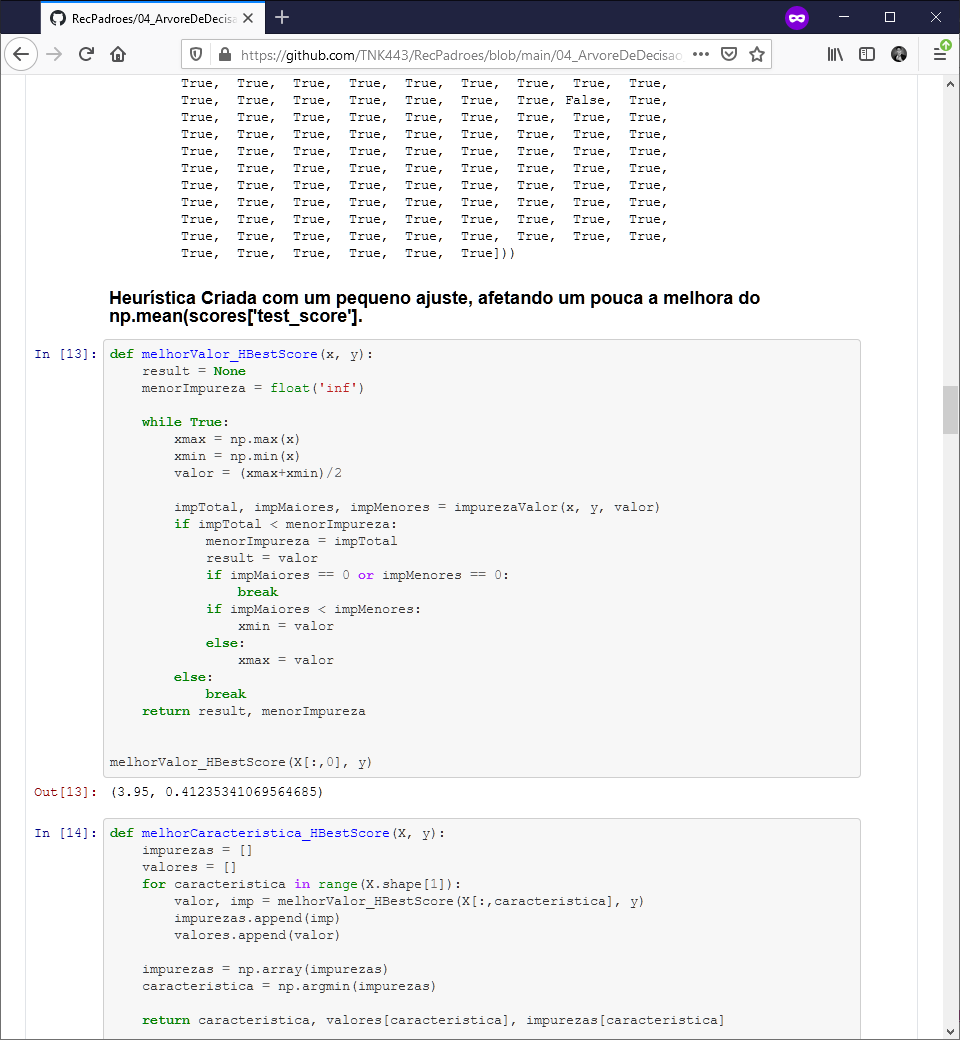 RecPadroes/04_ArvoreDeDecisa
https://github.com/TNK443/RecPadroes/blob/main/04_ArvoreDeDecisao
True, True, True, True, True, True, True, True, True,
True, True, True, True, True, True, True, False, True,
True, True, True, True, True, True, True, True, True,
True, True, True, True, True, True, True, True, True,
True, True, True, True, True, True, True, True, True,
True, True, True, True, True, True, True, True, True,
True, True, True, True, True, True, True, True, True,
True, True, True, True, True, True, True, True, True,
True, True, True, True, True, True, True, True, True,
True, True, True, True, True, True, True, True, True,
True, True, True, True, True, True]))
Heurística Criada com um pequeno ajuste, afetando um pouca a melhora do
np.mean(scores['test_score'].
In [13]: def melhorValor_HBestScore(x, y):
result = None
menorImpureza = float('inf')
while True:
xmax = np.max(x)
xmin = np.min(x)
valor = (xmax+xmin)/2
impTotal, impMaiores, impMenores = impurezaValor(x, y, valor)
if impTotal < menorImpureza:
menorImpureza = impTotal
result = valor
if impMaiores == 0 or impMenores == 0:
break
if impMaiores < impMenores:
xmin = valor
else:
xmax = valor
else:
break
return result, menorImpureza
melhorValor_HBestScore(X[:,0], y)
Out[13]: (3.95, 0.41235341069564685)
In [14]: def melhorCaracteristica_HBestScore(X, y):
impurezas = []
valores = []
for caracteristica in range(X.shape[1]):
valor, imp = melhorValor_HBestScore(X[:,caracteristica], y)
impurezas.append(imp)
valores.append(valor)
impurezas = np.array(impurezas)
caracteristica = np.argmin(impurezas)
return caracteristica, valores[caracteristica], impurezas[caracteristica]